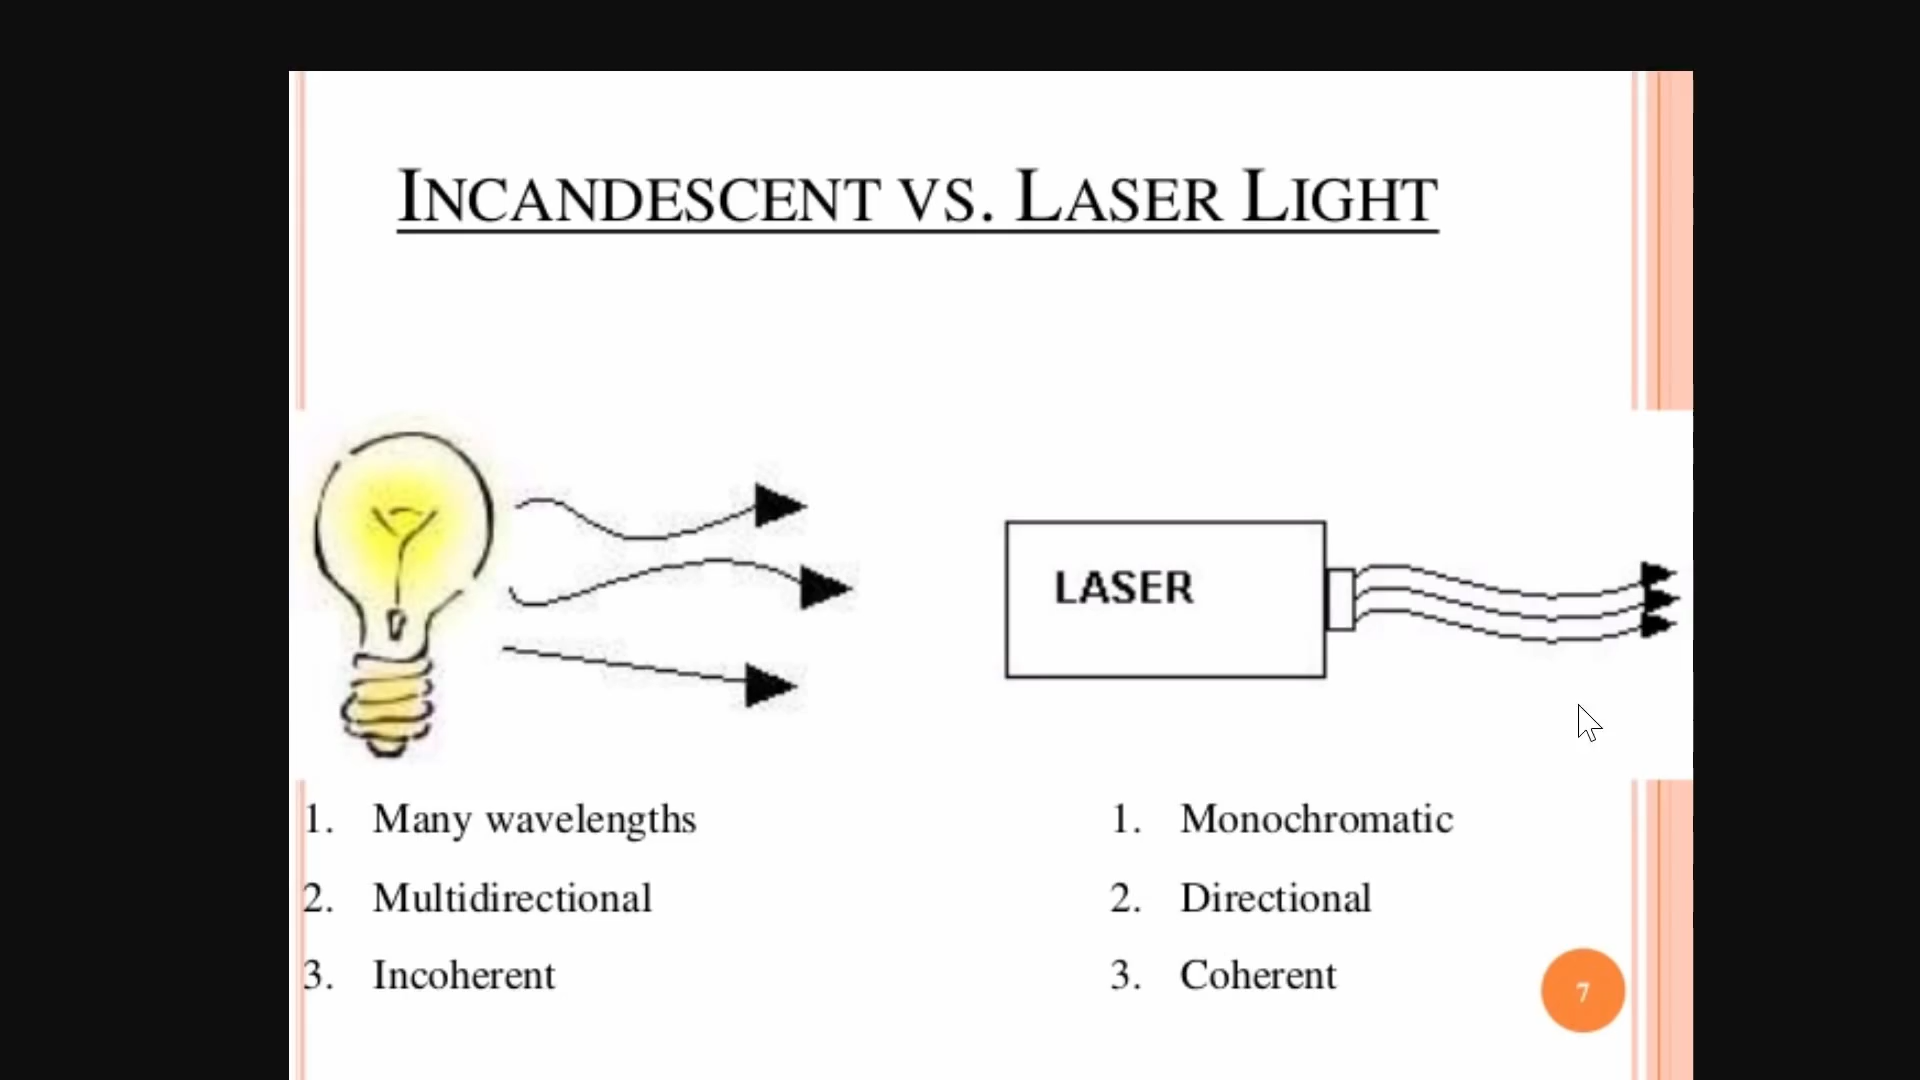 INCANDESCENT VS. LASER LIGHT
LASER
1. Many wavelengths
2. Multidirectional
3. Incoherent
1. Monochromatic
2. Directional
3. Coherent
7